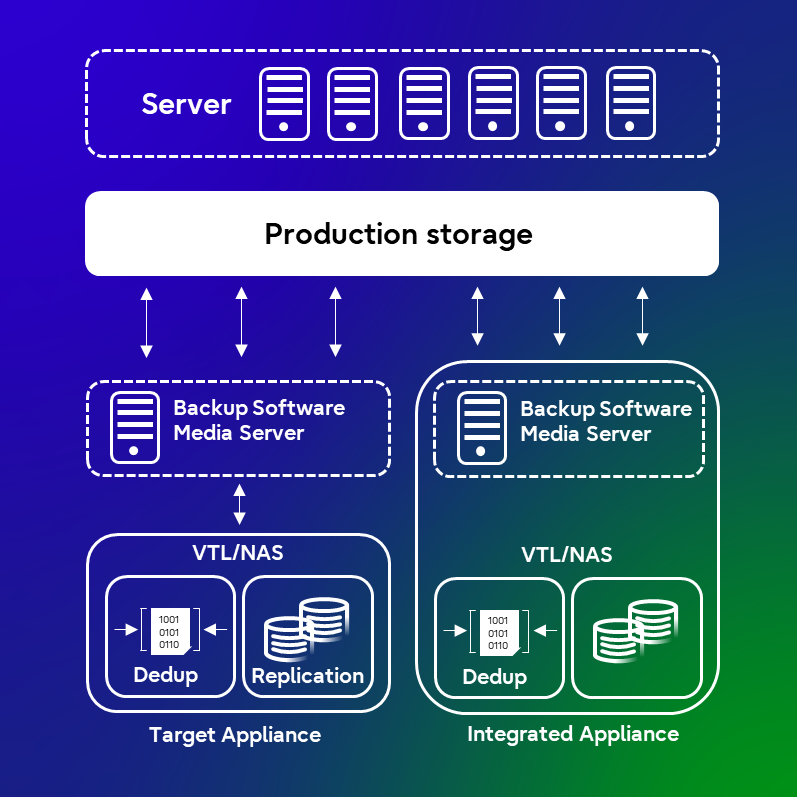 Server
Production storage
Backup Software
Media Server
Backup Software
Media Server
VTL/NAS
1001
0101
0110
Dedup
Replication
Target Appliance
VTL/NAS
1001
0101
0110
Dedup
Integrated Appliance